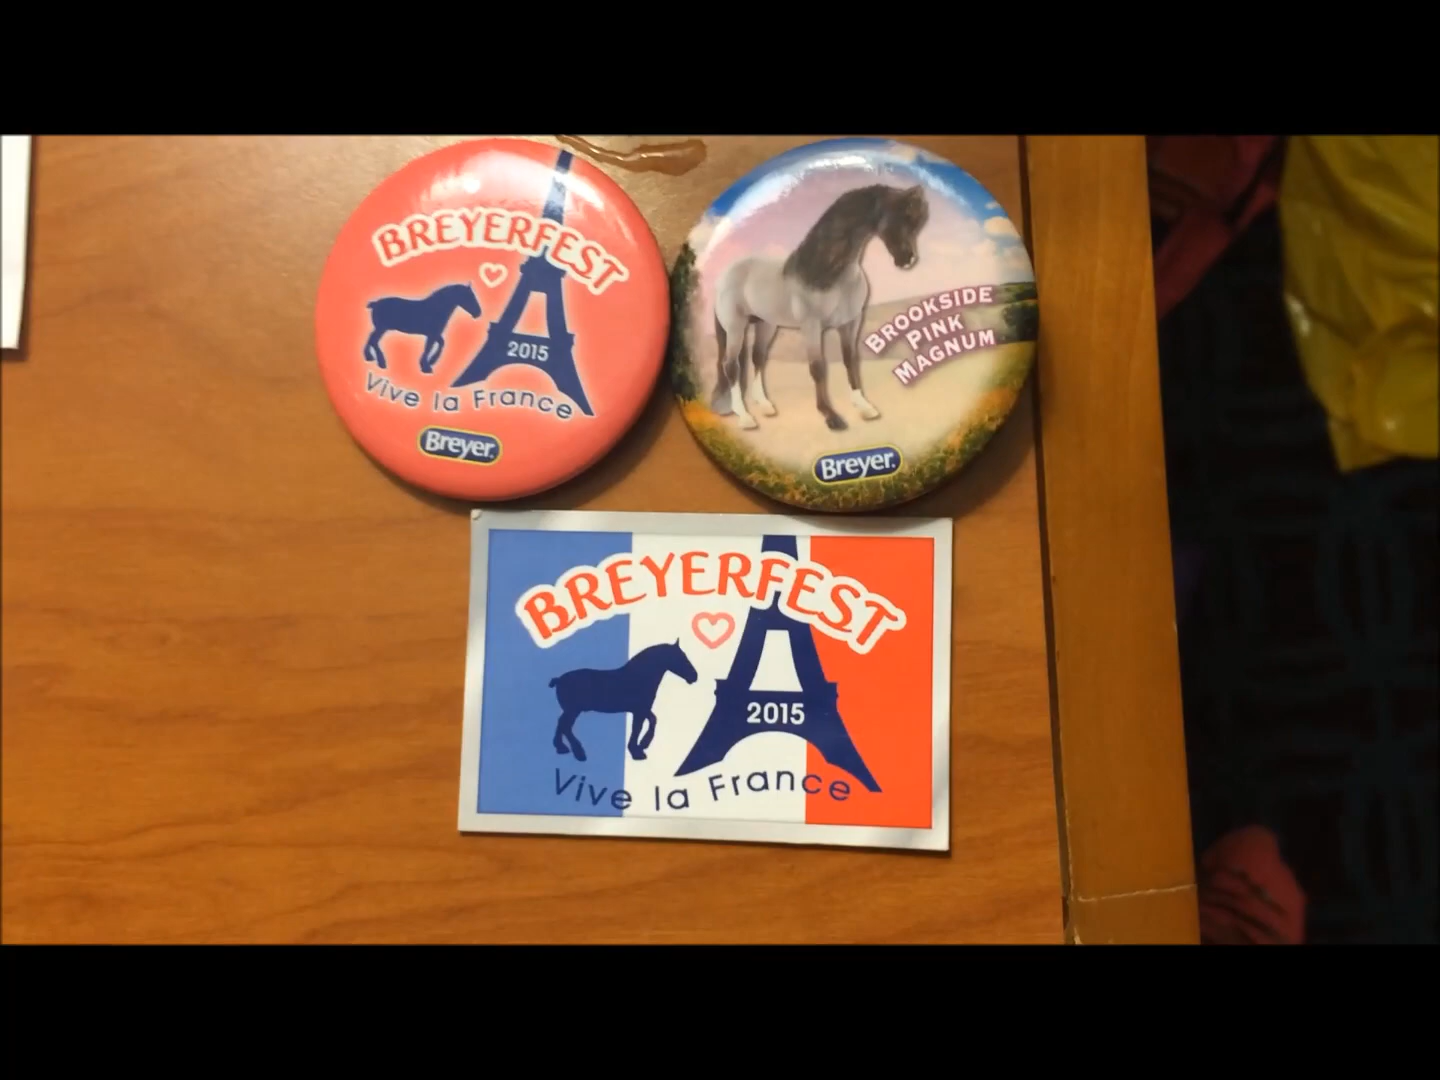 BREYERFEST
2015
Vive la France
Breyer.
BROOKSIDE
PINK
MAGNUM
Breyer.
BREYERFEST
2015
Vive la France